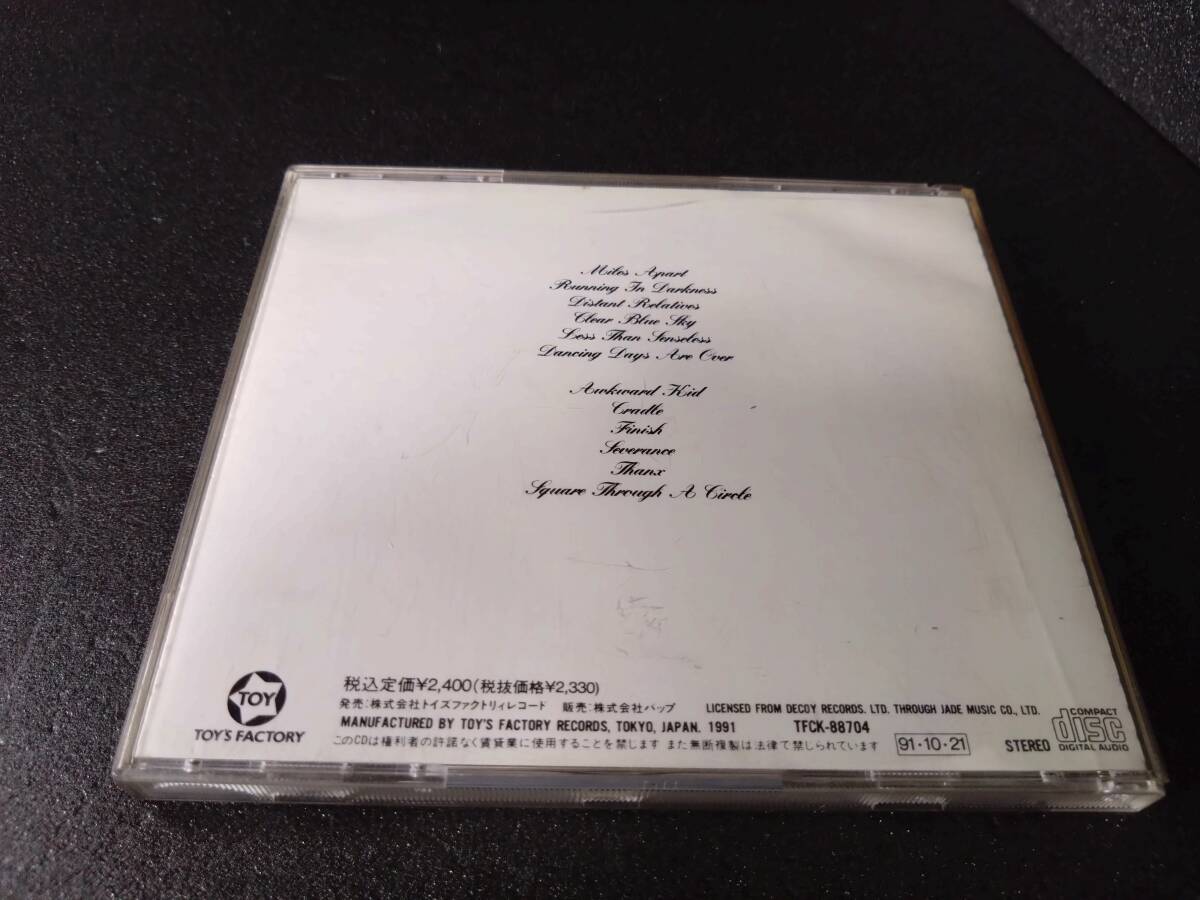 Miles Apart
Running In Darkness
Distant Relatives
Clear Blue Sky
Less Than Senseless
Dancing Days Are Over
Awkward Kid
Cradle
Finish
Severance
Thanx
Square Through A Circle
TOY
TOY'S FACTORY
税込定価¥2,400(税抜価格¥2,330)
発売:株式会社トイズファクトリィレコード 販売:株式会社バップ LICENSED FROM DECOY RECORDS. LTD. THROUGH JADE MUSIC CO., LTD.
MANUFACTURED BY TOY'S FACTORY RECORDS, TOKYO, JAPAN. 1991 TFCK-88704
このCDは権利者の許諾なく賃貸業に使用することを禁じます また無断複製は法律で禁じられています 91・10・21 STEREO
COMPACT
disc
DIGITAL AUDIO